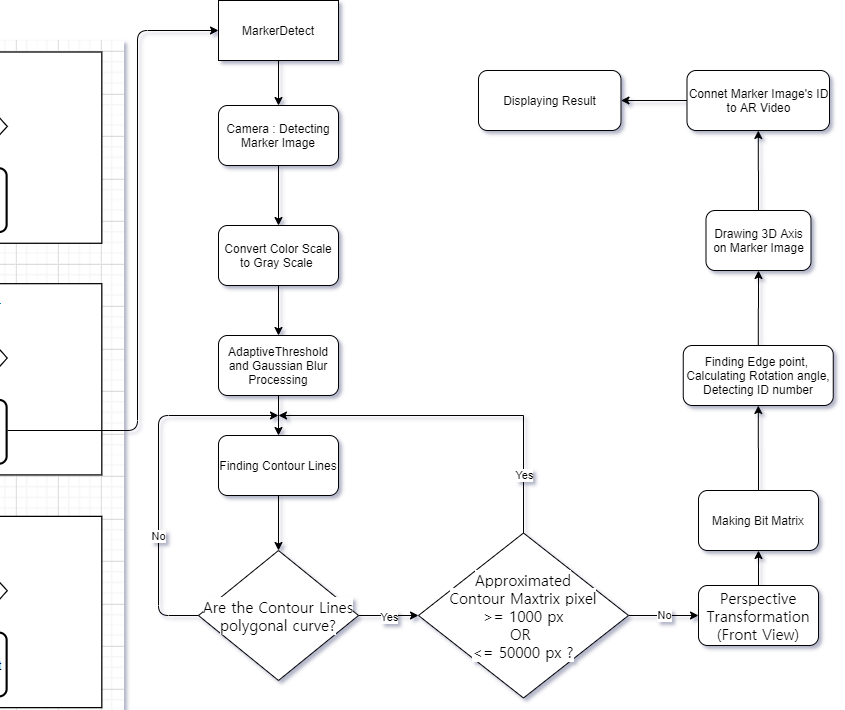 MarkerDetect
Camera : Detecting
Marker Image
Convert Color Scale
to Gray Scale
AdaptiveThreshold
and Gaussian Blur
Processing
Finding Contour Lines
No
Are the Contour Lines
polygonal curve?
Yes
Approximated
Contour Maxtrix pixel
>= 1000 px
OR
<= 50000 px ?
Yes
No
Perspective
Transformation
(Front View)
Making Bit Matrix
Finding Edge point,
Calculating Rotation angle,
Detecting ID number
Drawing 3D Axis
on Marker Image
Connet Marker Image's ID
to AR Video
Displaying Result